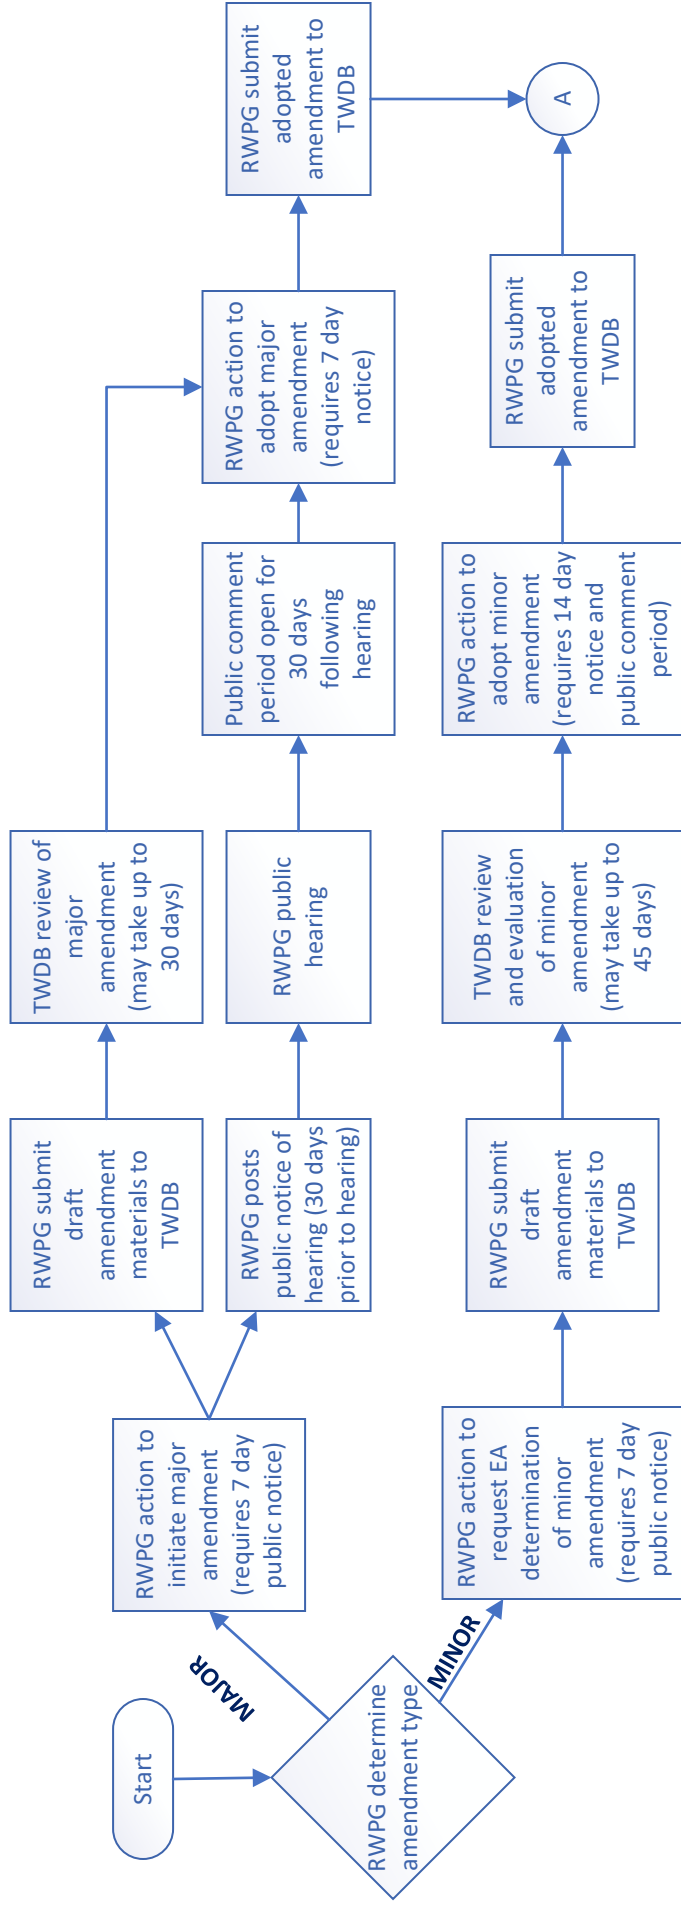 Start
RWPG determine
amendment type
MAJOR
MINOR
RWPG action to
initiate major
amendment
(requires 7 day
public notice)
RWPG submit
draft
amendment
materials to
TWDB
TWDB review of
major
amendment
(may take up to
30 days)
RWPG posts
public notice of
hearing (30 days
prior to hearing)
RWPG public
hearing
Public comment
period open for
30 days
following
hearing
RWPG action to
adopt major
amendment
(requires 7 day
notice)
RWPG submit
adopted
amendment to
TWDB
RWPG action to
request EA
determination
of minor
amendment
(requires 7 day
public notice)
RWPG submit
draft
amendment
materials to
TWDB
TWDB review
and evaluation
of minor
amendment
(may take up to
45 days)
RWPG action to
adopt minor
amendment
(requires 14 day
notice and
public comment
period)
RWPG submit
adopted
amendment to
TWDB
A